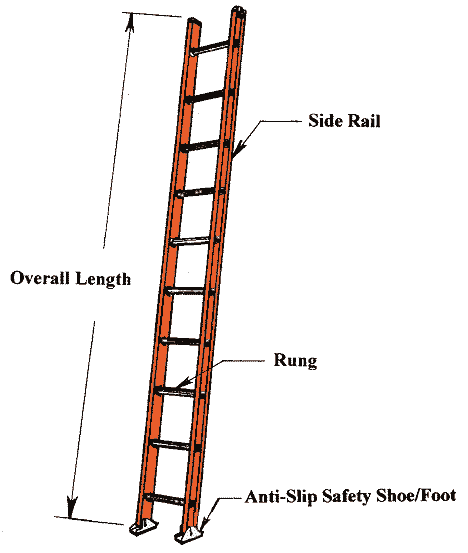 Side Rail
Overall Length
Rung
Anti-Slip Safety Shoe/Foot